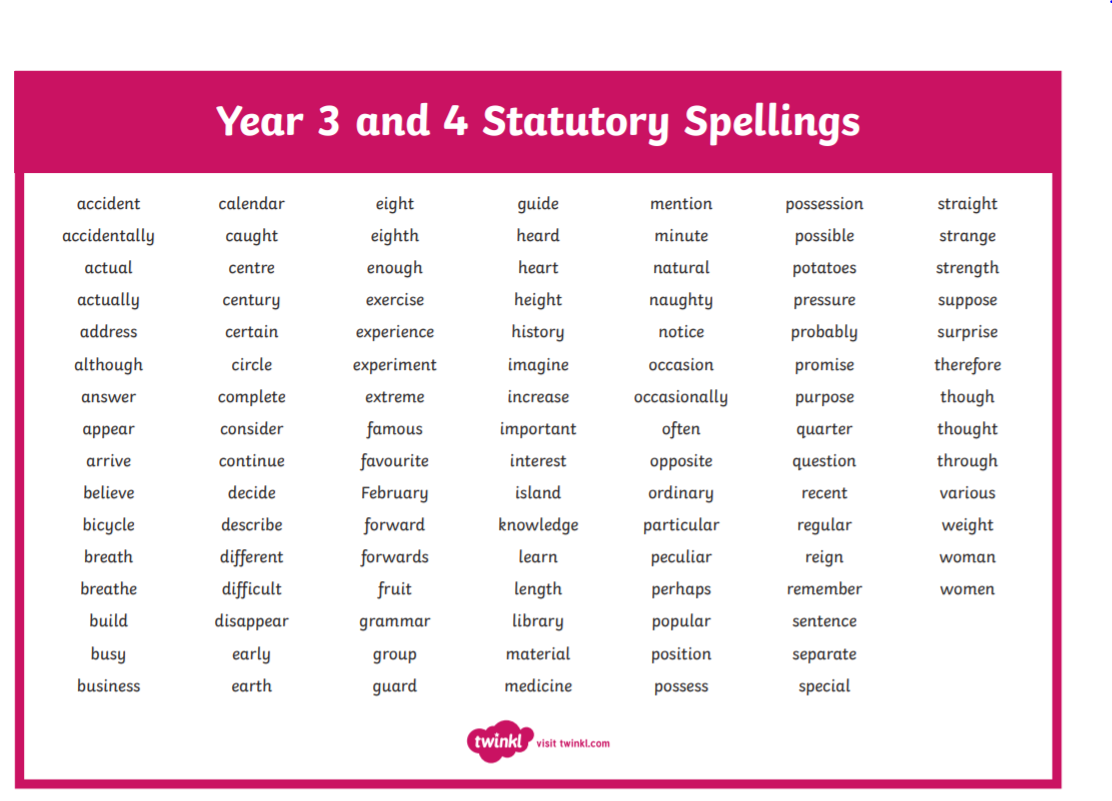 Year 3 and 4 Statutory Spellings
accident calendar eight guide mention possession straight
accidentally caught eighth heard minute possible strange
actual centre enough heart natural potatoes strength
actually century exercise height naughty pressure suppose
address certain experience history notice probably surprise
although circle experiment imagine occasion promise therefore
answer complete extreme increase occasionally purpose though
appear consider famous important often quarter thought
arrive continue favourite interest opposite question through
believe decide February island ordinary recent various
bicycle describe forward knowledge particular regular weight
breath different forwards learn peculiar reign woman
breathe difficult fruit length perhaps remember women
build disappear grammar library popular sentence
busy early group material position separate
business earth guard medicine possess special
twinkl visit twinkl.com